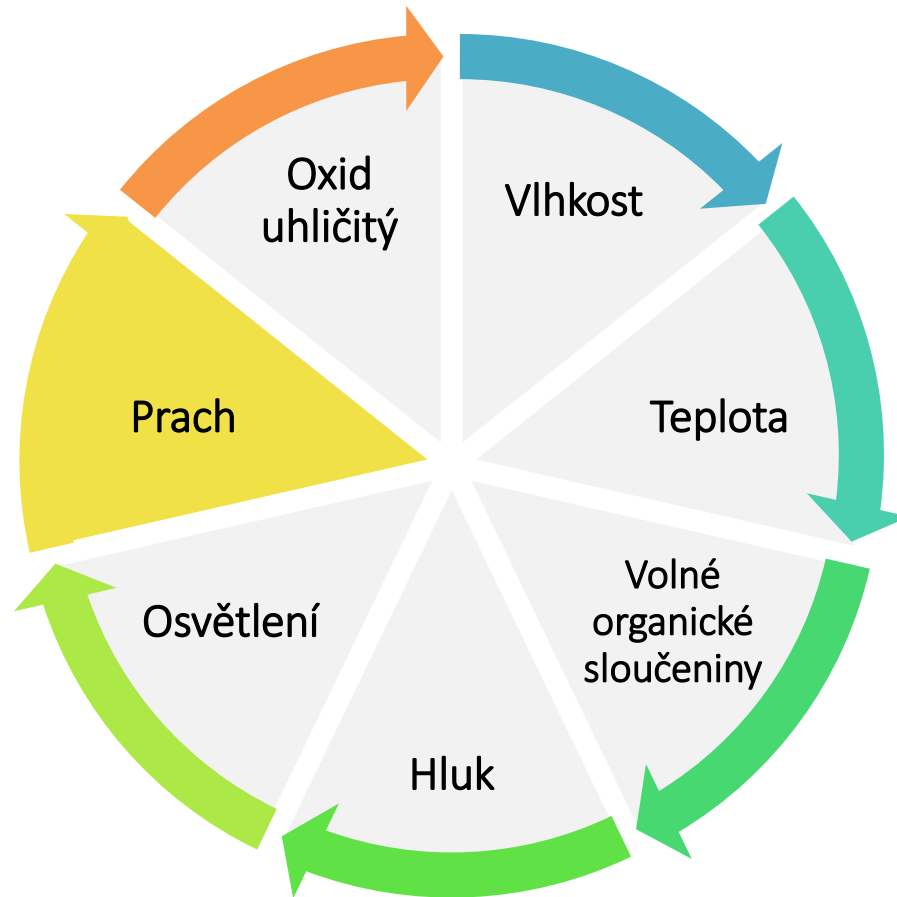 Oxid
uhličitý
Vlhkost
Prach
Teplota
Volné
organické
sloučeniny
Osvětlení
Hluk